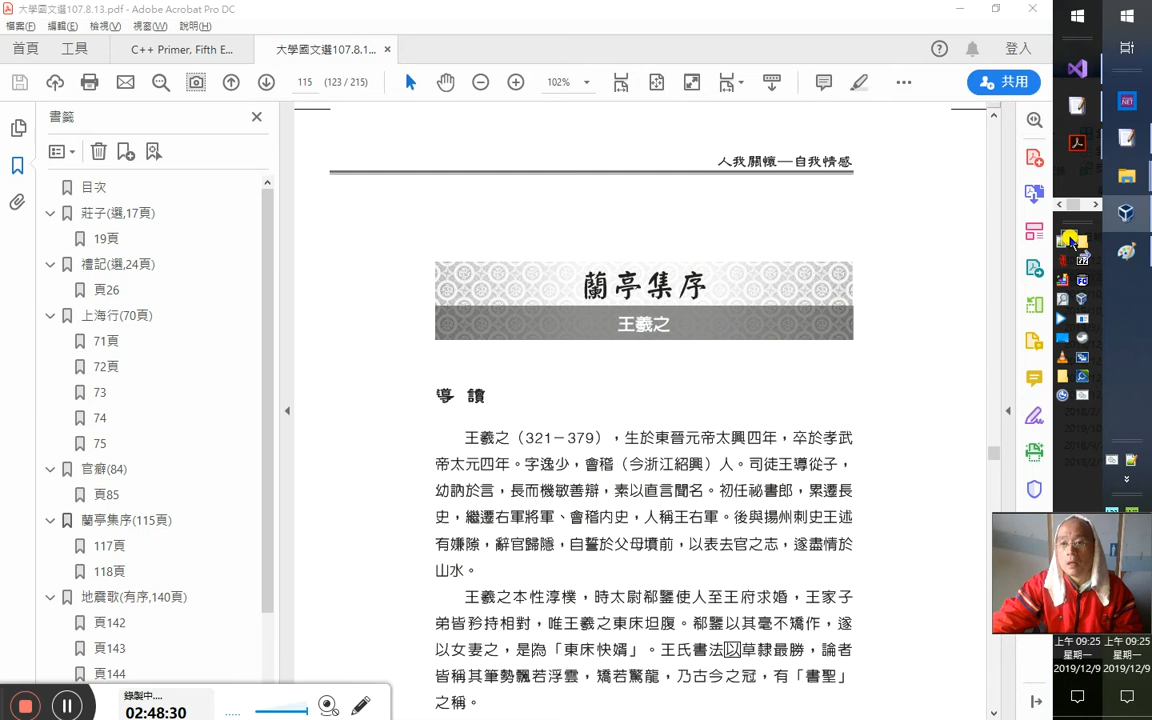 大學國文選107.8.13.pdf - Adobe Acrobat Pro DC
檔案(F) 編輯(E) 檢視(V) 視窗(W) 說明(H)
首頁 工具 C++ Primer, Fifth E... 大學國文選107.8.1... × 登入
115 (123 / 215) 102% 共用
書籤
目次
莊子(選,17頁)
19頁
禮記(選,24頁)
頁26
上海行(70頁)
71頁
72頁
73
74
75
官癖(84)
頁85
蘭亭集序(115頁)
117頁
118頁
地震歌(有序,140頁)
頁142
頁143
頁144
人我關懷—自我情感
蘭亭集序
王羲之
導 讀
王羲之（321－379），生於東晉元帝太興四年，卒於孝武
帝太元四年。字逸少，會稽（今浙江紹興）人。司徒王導從子，
幼訥於言，長而機敏善辯，素以直言聞名。初任祕書郎，累遷長
史，繼遷右軍將軍、會稽內史，人稱王右軍。後與揚州刺史王述
有嫌隙，辭官歸隱，自誓於父母墳前，以表去官之志，遂盡情於
山水。
王羲之本性淳樸，時太尉郗鑒使人至王府求婚，王家子
弟皆矜持相對，唯王羲之東床坦腹。郗鑒以其毫不矯作，遂
以女妻之，是為「東床快婿」。王氏書法以草隸最勝，論者
皆稱其筆勢飄若浮雲，矯若驚龍，乃古今之冠，有「書聖」
之稱。
錄製中....
02:48:30
上午 09:25
星期一
2019/12/9
上午 09:25
星期一
2019/12/9